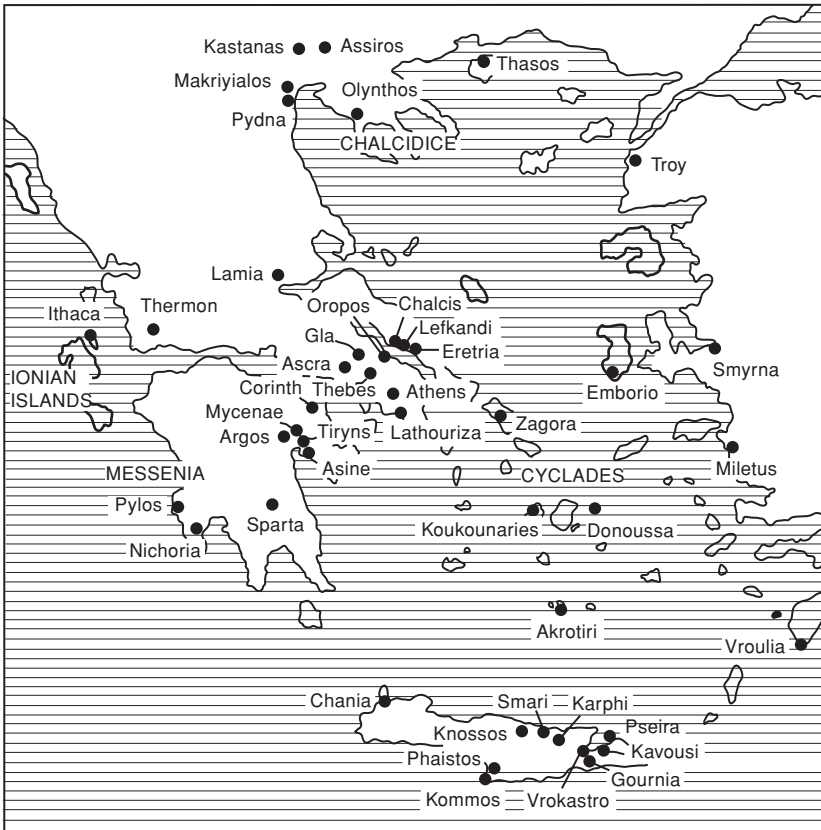 Kastanas
Assiros
Thasos
Makriyialos
Olynthos
Pydna
CHALCIDICE
Troy
Lamia
Oropos
Chalcis
Ithaca
Thermon
Lefkandi
Gla
Eretria
Ascra
Smyrna
IONIAN
ISLANDS
Corinth
Thebes
Athens
Emborio
Mycenae
Tiryns
Lathouriza
Zagora
Argos
Asine
MESSENIA
CYCLADES
Miletus
Pylos
Sparta
Koukounaries
Donoussa
Nichoria
Akrotiri
Vroulia
Chania
Smari
Karphi
Knossos
Pseira
Phaistos
Kavousi
Gournia
Kommos
Vrokastro